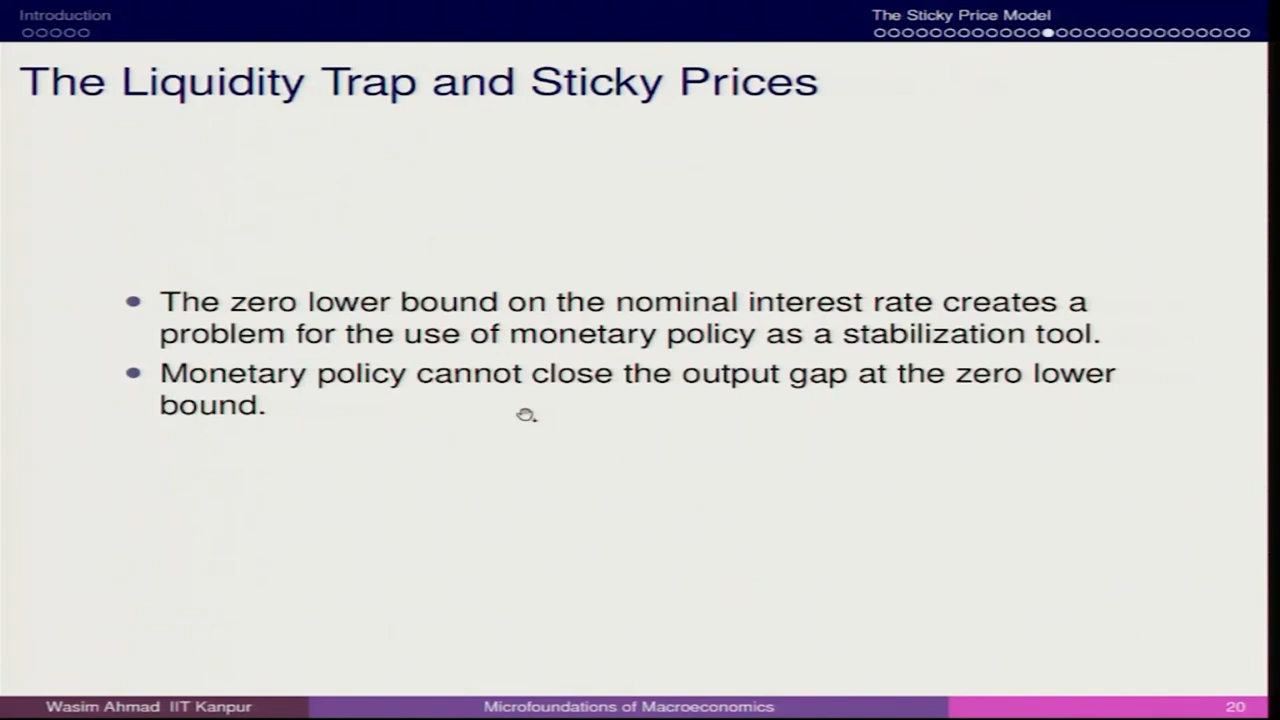 Introduction
The Sticky Price Model
The Liquidity Trap and Sticky Prices
The zero lower bound on the nominal interest rate creates a
problem for the use of monetary policy as a stabilization tool.
Monetary policy cannot close the output gap at the zero lower
bound.
Wasim Ahmad IIT Kanpur
Microfoundations of Macroeconomics
20